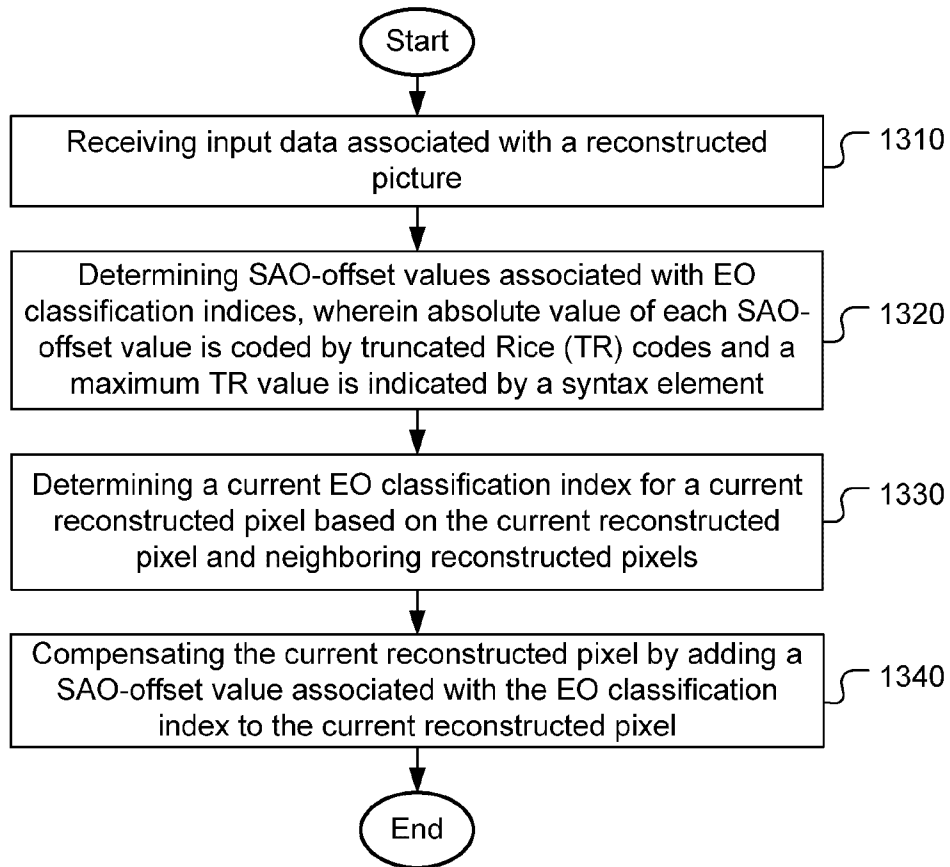 Start
Receiving input data associated with a reconstructed
picture
1310
Determining SAO-offset values associated with EO
classification indices, wherein absolute value of each SAO-
offset value is coded by truncated Rice (TR) codes and a
maximum TR value is indicated by a syntax element
1320
Determining a current EO classification index for a current
reconstructed pixel based on the current reconstructed
pixel and neighboring reconstructed pixels
1330
Compensating the current reconstructed pixel by adding a
SAO-offset value associated with the EO classification
index to the current reconstructed pixel
1340
End